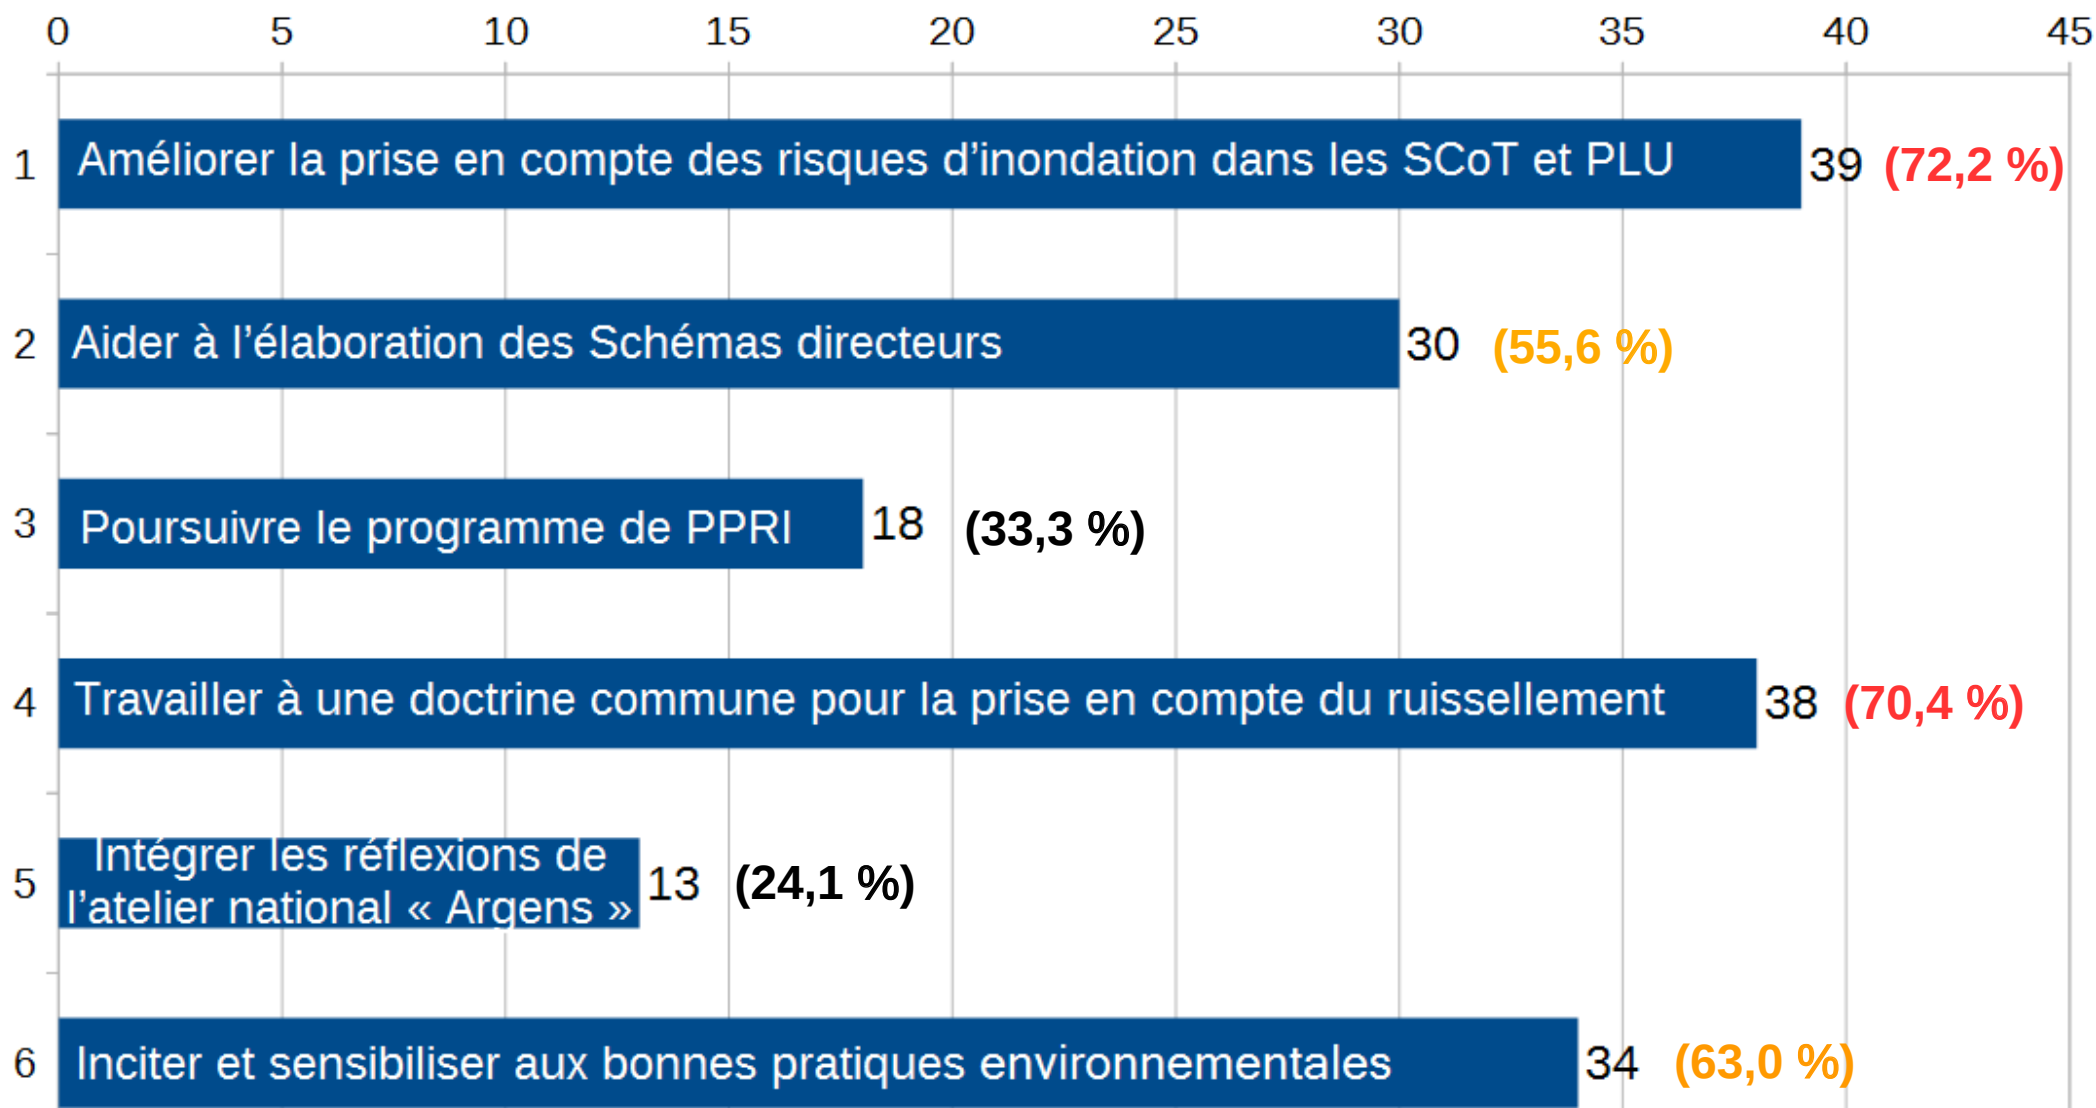 0 5 10 15 20 25 30 35 40 45
1 Améliorer la prise en compte des risques d’inondation dans les SCoT et PLU 39 (72,2 %)
2 Aider à l’élaboration des Schémas directeurs 30 (55,6 %)
3 Poursuivre le programme de PPRI 18 (33,3 %)
4 Travailler à une doctrine commune pour la prise en compte du ruissellement 38 (70,4 %)
Intégrer les réflexions de
5 l’atelier national « Argens » 13 (24,1 %)
6 Inciter et sensibiliser aux bonnes pratiques environnementales 34 (63,0 %)